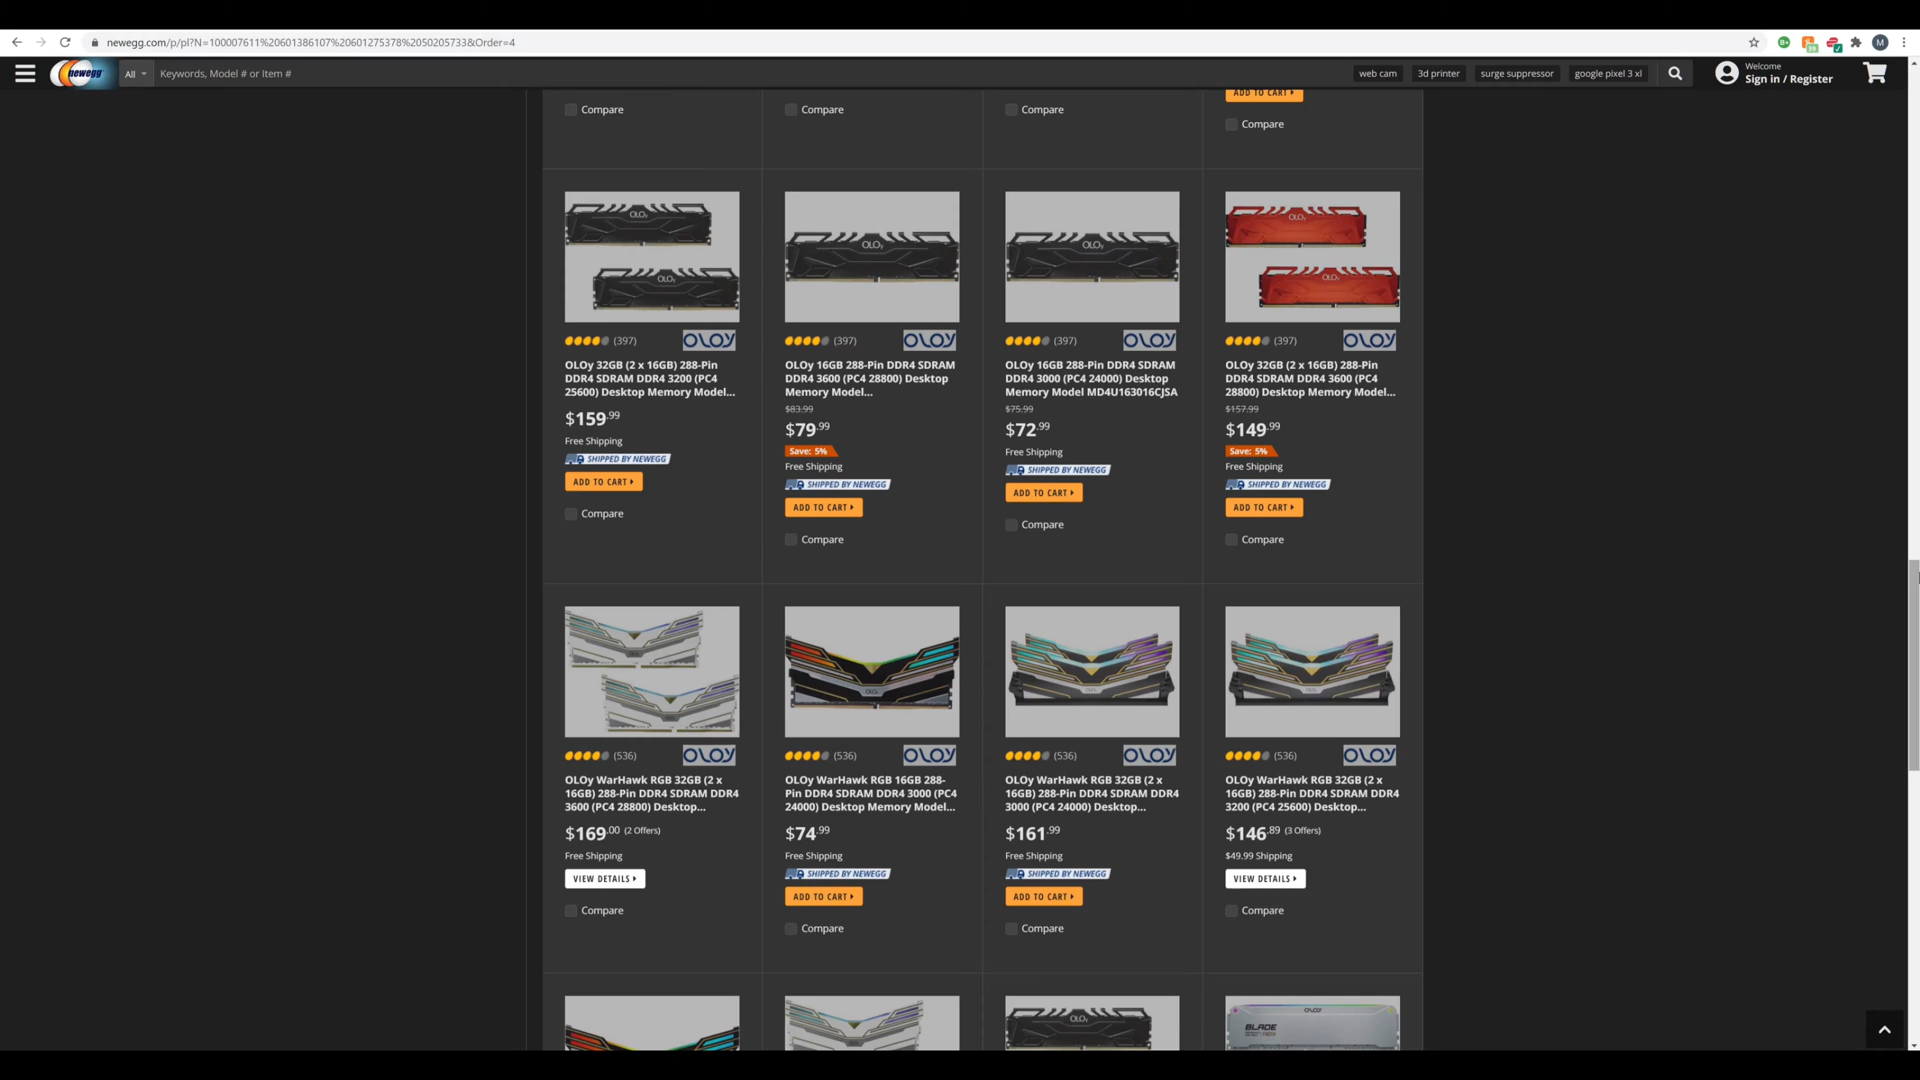 newegg.com/p/pl?N=100007611%20601386107%20601275378%2050205733&Order=4
M
newegg
All
Keywords, Model # or Item #
web cam
3d printer
surge suppressor
google pixel 3 xl
Welcome
Sign in / Register
ADD TO CART
Compare
Compare
Compare
Compare
OLOy
OLOy
OLOy
OLOy
OLOy
OLOy
(397) OLOY
OLOy 32GB (2 x 16GB) 288-Pin
DDR4 SDRAM DDR4 3200 (PC4
25600) Desktop Memory Model...
$159.99
Free Shipping
SHIPPED BY NEWEGG
ADD TO CART
Compare
(397) OLOY
OLOy 16GB 288-Pin DDR4 SDRAM
DDR4 3600 (PC4 28800) Desktop
Memory Model...
$83.99
$79.99
Save: 5%
Free Shipping
SHIPPED BY NEWEGG
ADD TO CART
Compare
(397) OLOY
OLOy 16GB 288-Pin DDR4 SDRAM
DDR4 3000 (PC4 24000) Desktop
Memory Model MD4U163016CJSA
$75.99
$72.99
Free Shipping
SHIPPED BY NEWEGG
ADD TO CART
Compare
(397) OLOY
OLOy 32GB (2 x 16GB) 288-Pin
DDR4 SDRAM DDR4 3600 (PC4
28800) Desktop Memory Model...
$157.99
$149.99
Save: 5%
Free Shipping
SHIPPED BY NEWEGG
ADD TO CART
Compare
(536) OLOY
OLOy WarHawk RGB 32GB (2 x
16GB) 288-Pin DDR4 SDRAM DDR4
3600 (PC4 28800) Desktop...
$169.00 (2 Offers)
Free Shipping
VIEW DETAILS
Compare
OLOy
(536) OLOY
OLOy WarHawk RGB 16GB 288-
Pin DDR4 SDRAM DDR4 3000 (PC4
24000) Desktop Memory Model...
$74.99
Free Shipping
SHIPPED BY NEWEGG
ADD TO CART
Compare
(536) OLOY
OLOy WarHawk RGB 32GB (2 x
16GB) 288-Pin DDR4 SDRAM DDR4
3000 (PC4 24000) Desktop...
$161.99
Free Shipping
SHIPPED BY NEWEGG
ADD TO CART
Compare
(536) OLOY
OLOy WarHawk RGB 32GB (2 x
16GB) 288-Pin DDR4 SDRAM DDR4
3200 (PC4 25600) Desktop...
$146.89 (3 Offers)
$49.99 Shipping
VIEW DETAILS
Compare
OLOy
OLOy
BLADE